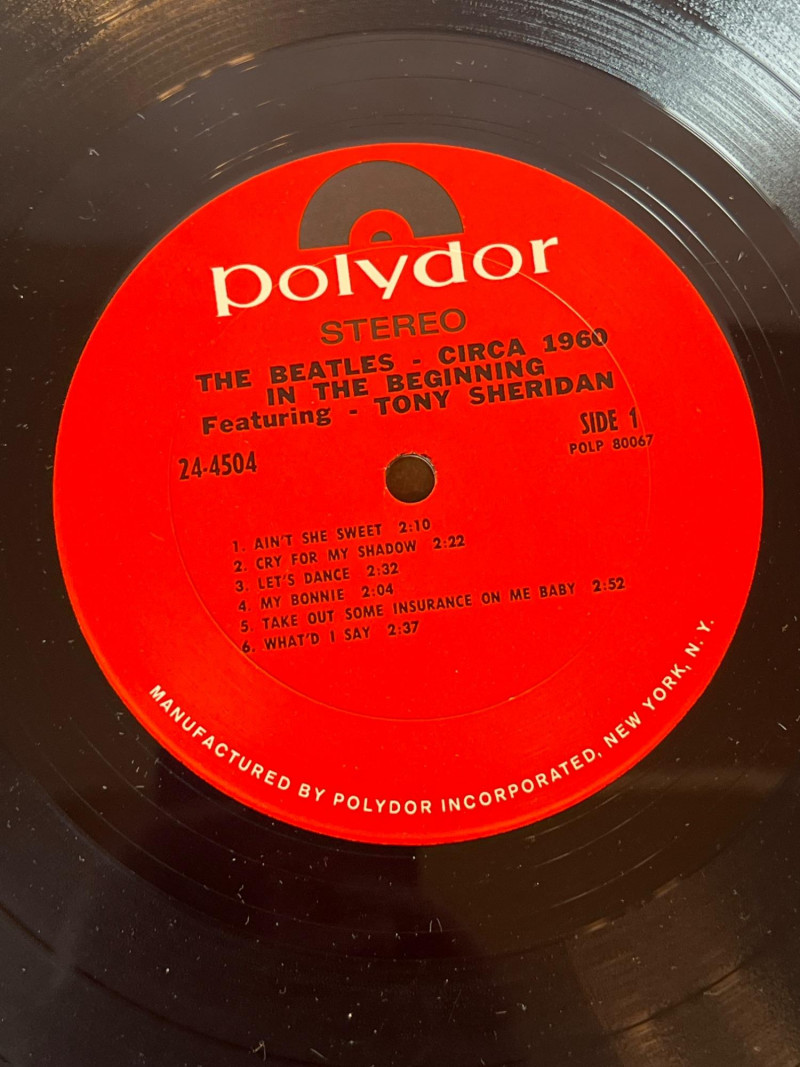 polydor
STEREO
THE BEATLES - CIRCA 1960
IN THE BEGINNING
Featuring - TONY SHERIDAN
24-4504
SIDE 1
POLP 80067
1. AIN'T SHE SWEET 2:10
2. CRY FOR MY SHADOW 2:22
3. LET'S DANCE 2:32
4. MY BONNIE 2:04
5. TAKE OUT SOME INSURANCE ON ME BABY 2:52
6. WHAT'D I SAY 2:37
MANUFACTURED BY POLYDOR INCORPORATED, NEW YORK, N. Y.